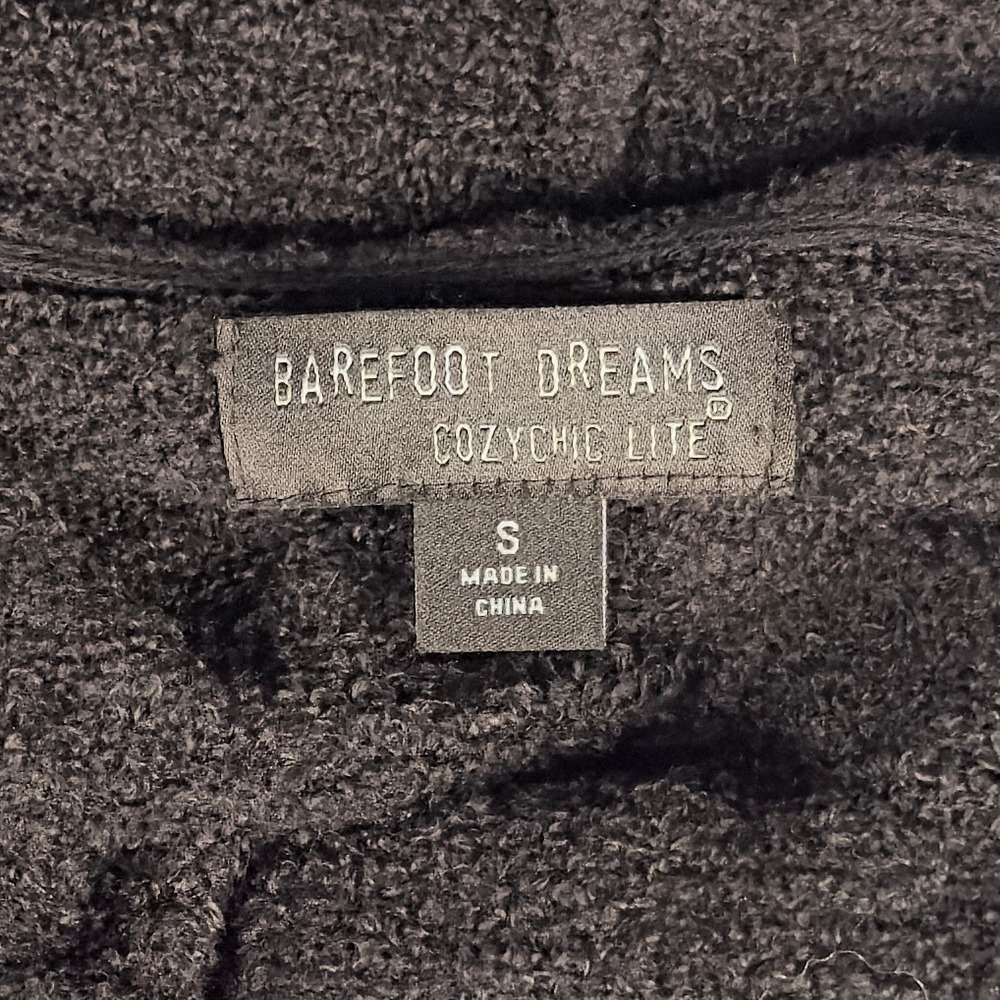 BAREFOOT DREAMS
®
COZYCHIC LITE
S
MADE IN
CHINA